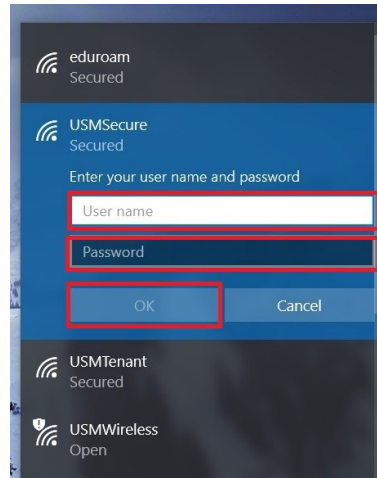 eduroam
Secured
USMSecure
Secured
Enter your user name and password
User name
Password
OK
Cancel
USMTenant
Secured
USMWireless
Open